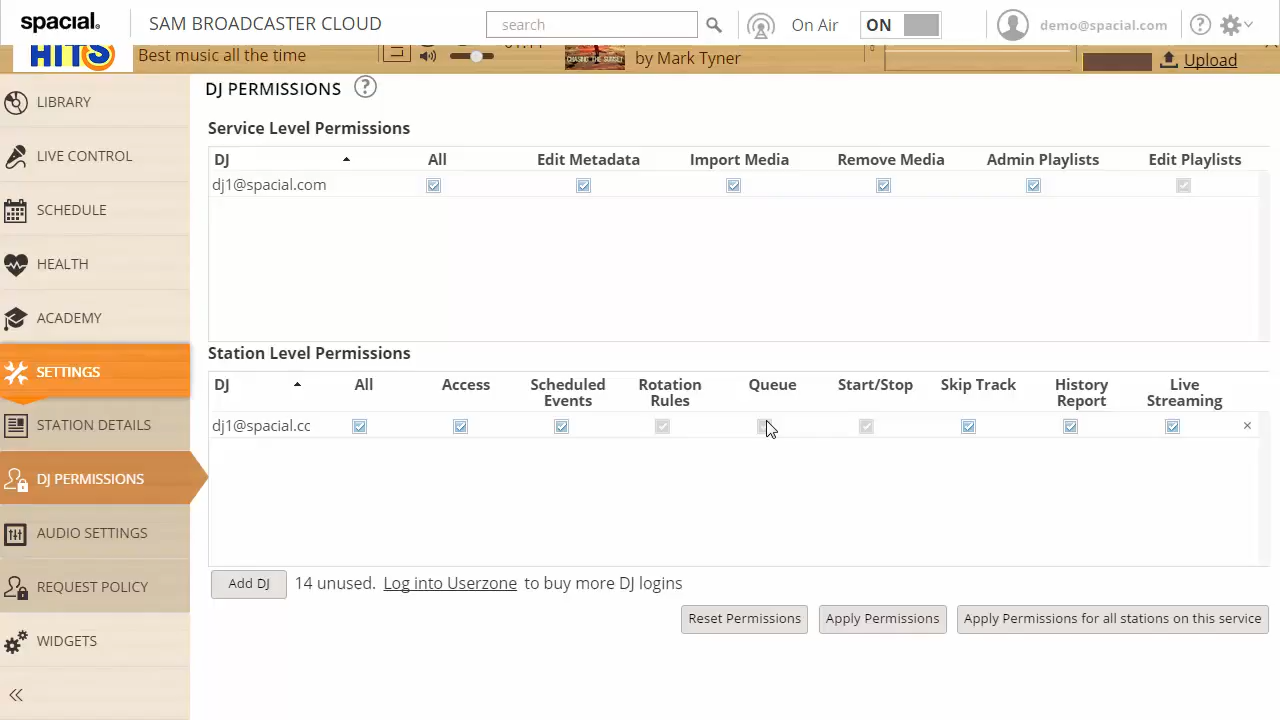 spacial.
SAM BROADCASTER CLOUD
search
On Air
ON
demo@spacial.com
HITS
Best music all the time
by Mark Tyner
Upload
LIBRARY
LIVE CONTROL
SCHEDULE
HEALTH
ACADEMY
SETTINGS
STATION DETAILS
DJ PERMISSIONS
AUDIO SETTINGS
REQUEST POLICY
WIDGETS
DJ PERMISSIONS
Service Level Permissions
DJ All Edit Metadata Import Media Remove Media Admin Playlists Edit Playlists
dj1@spacial.com
Station Level Permissions
DJ All Access Scheduled Events Rotation Rules Queue Start/Stop Skip Track History Report Live Streaming
dj1@spacial.cc
Add DJ 14 unused. Log into Userzone to buy more DJ logins
Reset Permissions Apply Permissions Apply Permissions for all stations on this service